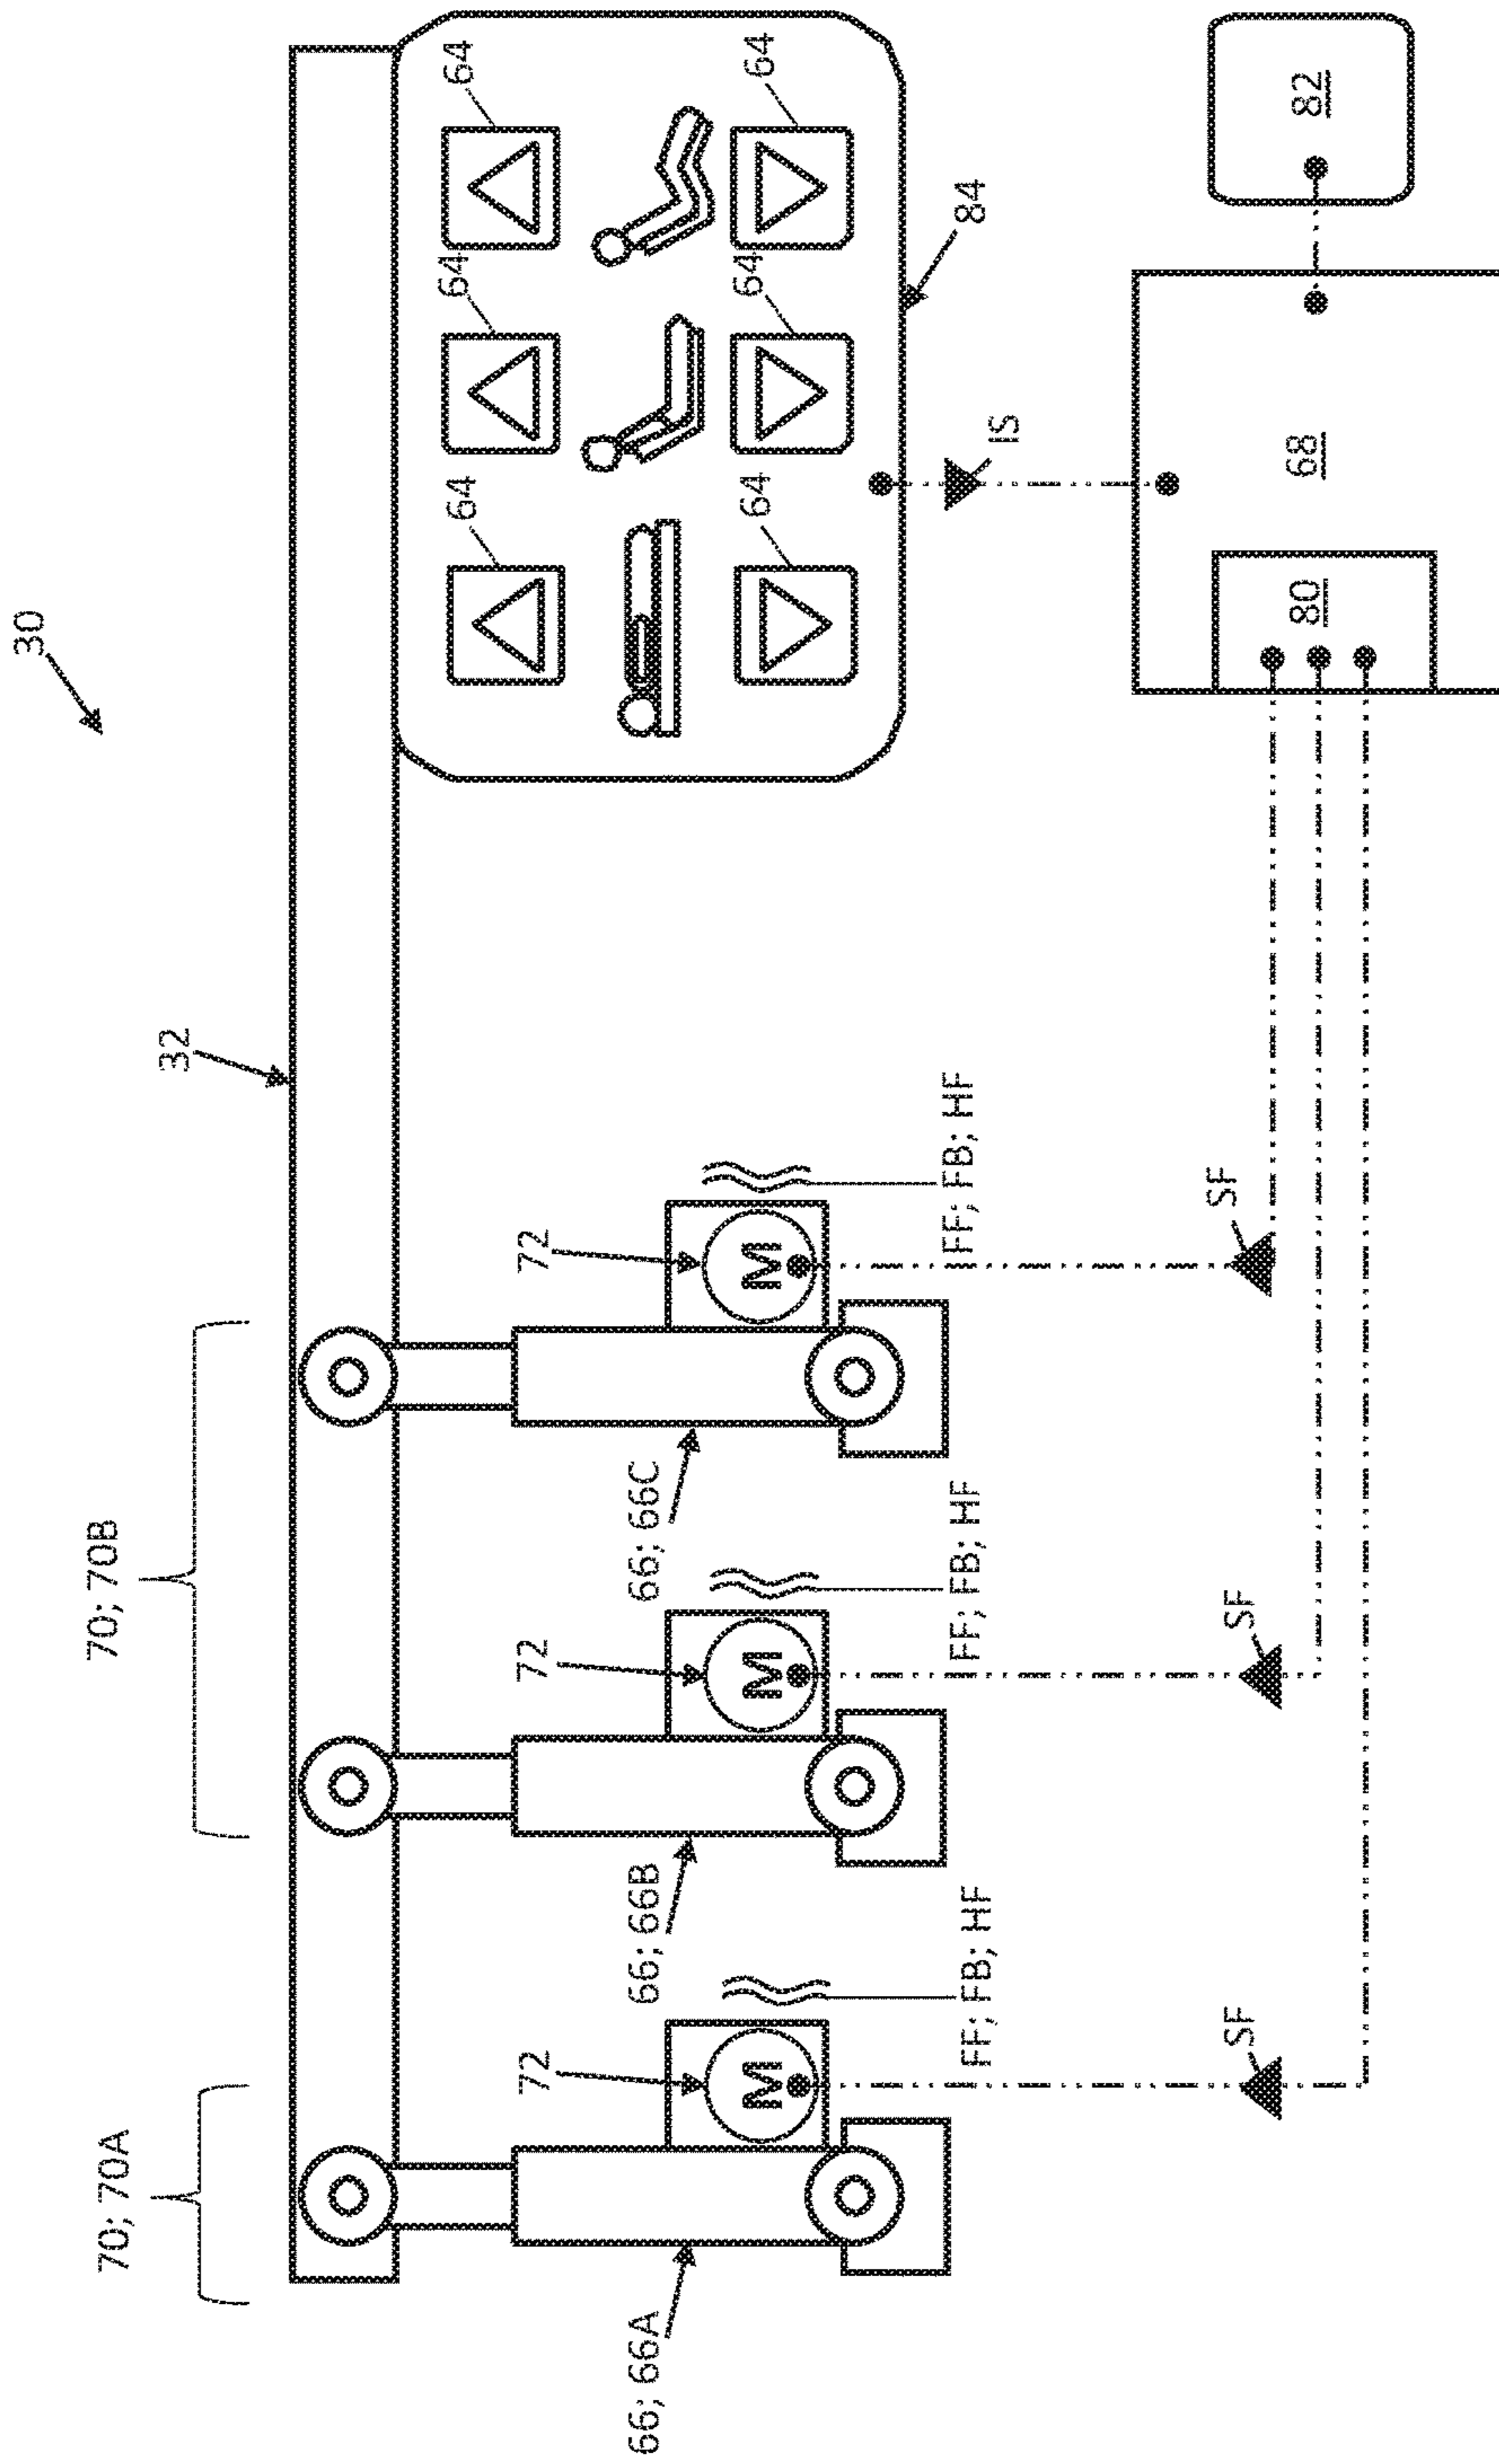 30
70; 70A
70; 70B
32
64
64
64
72
72
72
66; 66A
66; 66B
66; 66C
64
64
64
M
M
M
FF; FB; HF
FF; FB; HF
FF; FB; HF
84
IS
SF
SF
SF
80
68
82